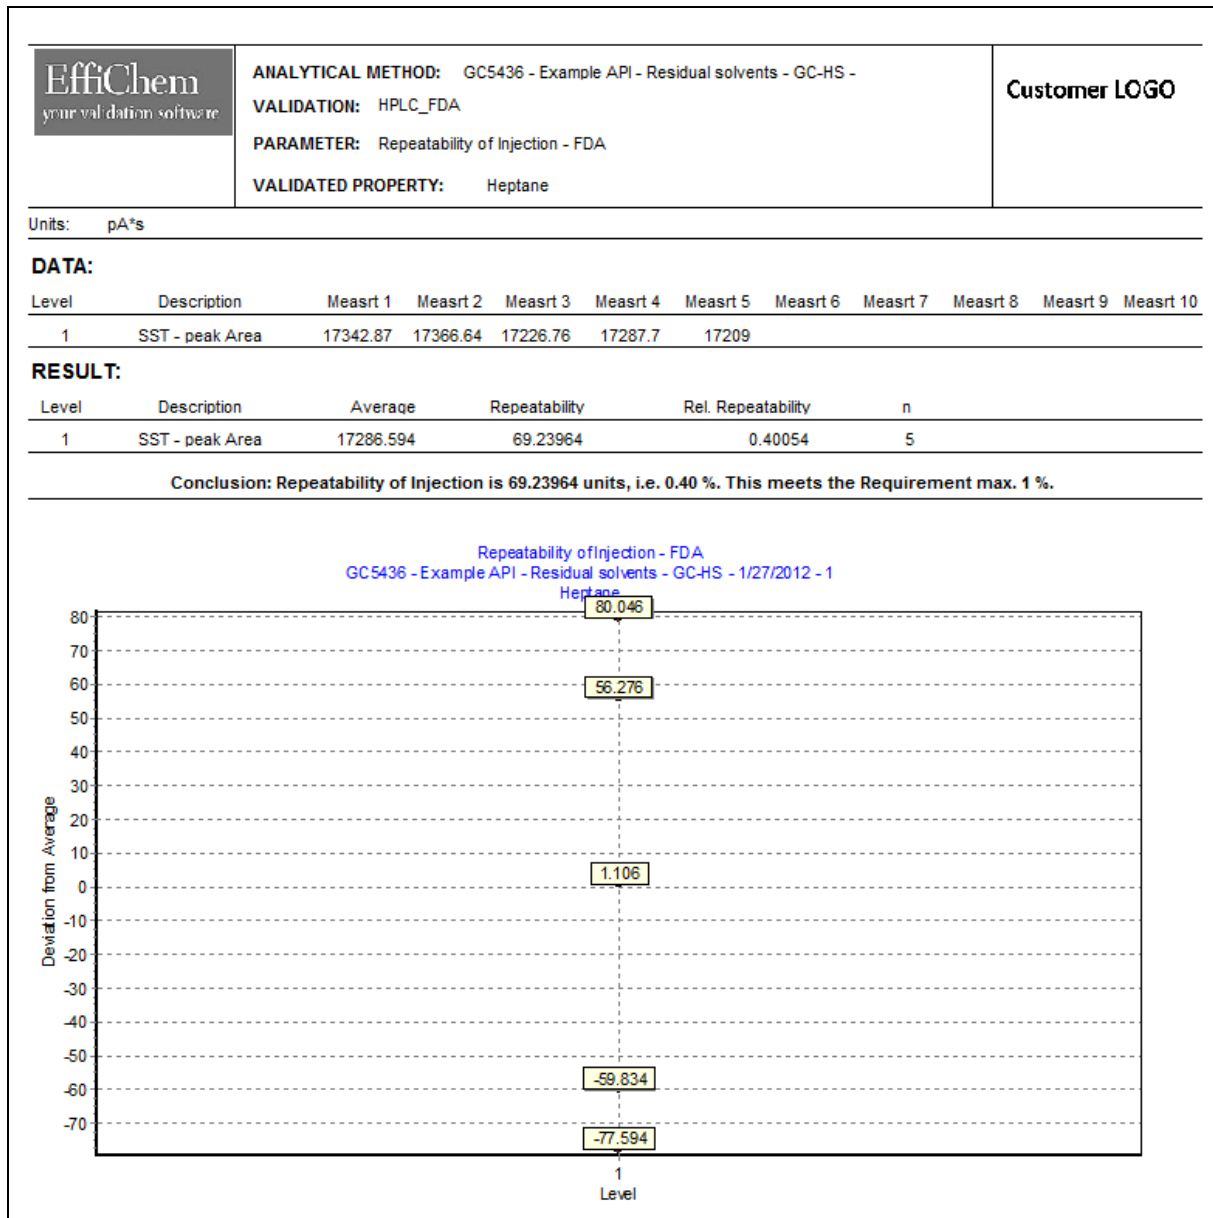 EffiChem
your validation software
ANALYTICAL METHOD: GC5436 - Example API - Residual solvents - GC-HS -
VALIDATION: HPLC_FDA
PARAMETER: Repeatability of Injection - FDA
VALIDATED PROPERTY: Heptane
Customer LOGO
Units: pA*s
DATA:
Level Description Measrt 1 Measrt 2 Measrt 3 Measrt 4 Measrt 5 Measrt 6 Measrt 7 Measrt 8 Measrt 9 Measrt 10
1 SST - peak Area 17342.87 17366.64 17226.76 17287.7 17209
RESULT:
Level Description Average Repeatability Rel. Repeatability n
1 SST - peak Area 17286.594 69.23964 0.40054 5
Conclusion: Repeatability of Injection is 69.23964 units, i.e. 0.40 %. This meets the Requirement max. 1 %.
Repeatability of Injection - FDA
GC5436 - Example API - Residual solvents - GC-HS - 1/27/2012 - 1
Heptane
80.046
80
70
60
56.276
50
40
30
20
10
1.106
0
-10
-20
-30
-40
-50
-59.834
-60
-70
-77.594
Deviation from Average
1
Level